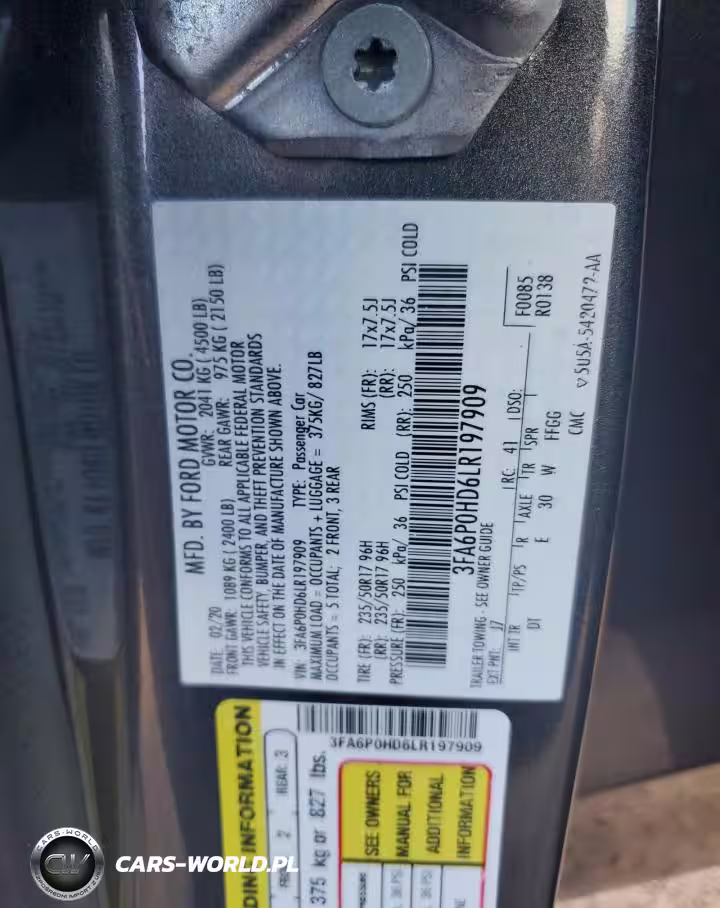 MFD. BY FORD MOTOR CO.
DATE: 02/20 GVWR: 2041 KG ( 4500 LB)
FRONT GAWR: 1089 KG ( 2400 LB) REAR GAWR: 975 KG ( 2150 LB)
THIS VEHICLE CONFORMS TO ALL APPLICABLE FEDERAL MOTOR
VEHICLE SAFETY, BUMPER, AND THEFT PREVENTION STANDARDS
IN EFFECT ON THE DATE OF MANUFACTURE SHOWN ABOVE.
VIN: 3FA6P0HD6LR197909 TYPE: Passenger Car
MAXIMUM LOAD = OCCUPANTS + LUGGAGE = 375KG/ 827LB
OCCUPANTS = 5 TOTAL; 2 FRONT, 3 REAR
TIRE (FR): 235/50R17 96H RIMS (FR): 17x7.5J
(RR): 235/50R17 96H (RR): 17x7.5J
PRESSURE (FR): 250 kPa/ 36 PSI COLD (RR): 250 kPa/ 36 PSI COLD
3FA6P0HD6LR197909
TRAILER TOWING - SEE OWNER GUIDE
EXT PNT: J7 RC: 41 DSO: F0085
INT TR TP/PS R AXLE TR SPR R0138
DT E 30 W FFGG
CMC
5U5A-5420472-AA
3FA6P0HD6LR197909
INFORMATION
2 REAR: 3
375 kg or 827 lbs.
SEE OWNERS
MANUAL FOR
ADDITIONAL
INFORMATION
CARS-WORLD
CW
CARS-WORLD.PL